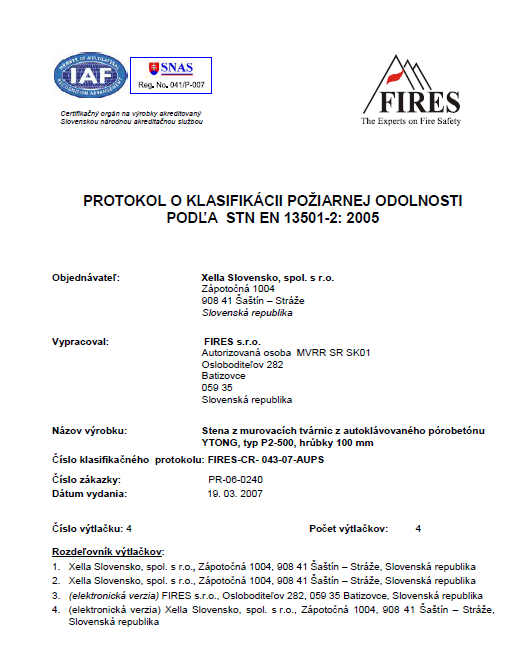 MEMBER OF MULTILATERAL
IAF
RECOGNITION ARRANGEMENT
SNAS
Reg. No. 041/P-007
Certifikačný orgán na výrobky akreditovaný
Slovenskou národnou akreditačnou službou
FIRES
The Experts on Fire Safety
PROTOKOL O KLASIFIKÁCII POŽIARNEJ ODOLNOSTI
PODĽA STN EN 13501-2: 2005
Objednávateľ: Xella Slovensko, spol. s r.o.
Zápotočná 1004
908 41 Šaštín – Stráže
Slovenská republika
Vypracoval: FIRES s.r.o.
Autorizovaná osoba MVRR SR SK01
Osloboditeľov 282
Batizovce
059 35
Slovenská republika
Názov výrobku: Stena z murovacích tvárnic z autoklávovaného pórobetónu
YTONG, typ P2-500, hrúbky 100 mm
Číslo klasifikačného protokolu: FIRES-CR- 043-07-AUPS
Číslo zákazky: PR-06-0240
Dátum vydania: 19. 03. 2007
Číslo výtlačku: 4 Počet výtlačkov: 4
Rozdeľovník výtlačkov:
1. Xella Slovensko, spol. s r.o., Zápotočná 1004, 908 41 Šaštín – Stráže, Slovenská republika
2. Xella Slovensko, spol. s r.o., Zápotočná 1004, 908 41 Šaštín – Stráže, Slovenská republika
3. (elektronická verzia) FIRES s.r.o., Osloboditeľov 282, 059 35 Batizovce, Slovenská republika
4. (elektronická verzia) Xella Slovensko, spol. s r.o., Zápotočná 1004, 908 41 Šaštín – Stráže,
Slovenská republika